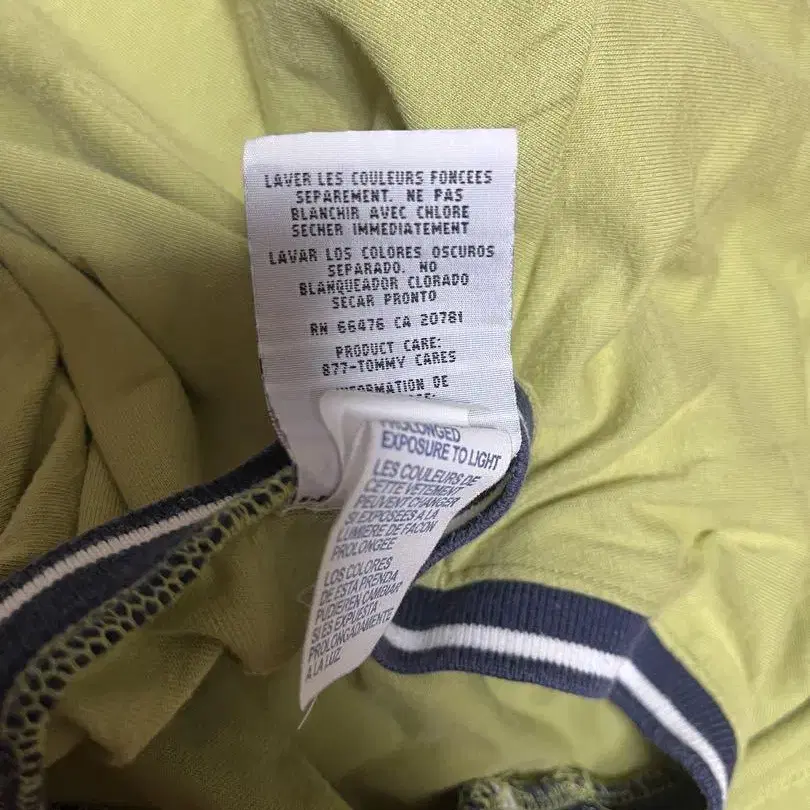 LAVER LES COULEURS FONCEES
SEPAREMENT. NE PAS
BLANCHIR AVEC CHLORE
SECHER IMMEDIATEMENT
LAVAR LOS COLORES OSCUROS
SEPARADO. NO
BLANQUEADOR CLORADO
SECAR PRONTO
RN 66476 CA 20781
PRODUCT CARE:
877-TOMMY CARES
INFORMATION DE
PROLONGED
EXPOSURE TO LIGHT
LES COULEURS DE
CETTE VETEMENT
PEUVENT CHANGER
SI EXPOSEES A LA
LUMIERE DE FACON
PROLONGEE
LOS COLORES
DE ESTA PRENDA
PUDIEREN CAMBIAR
SI ES EXPUESTA
PROLONGADAMENTE
A LA LUZ